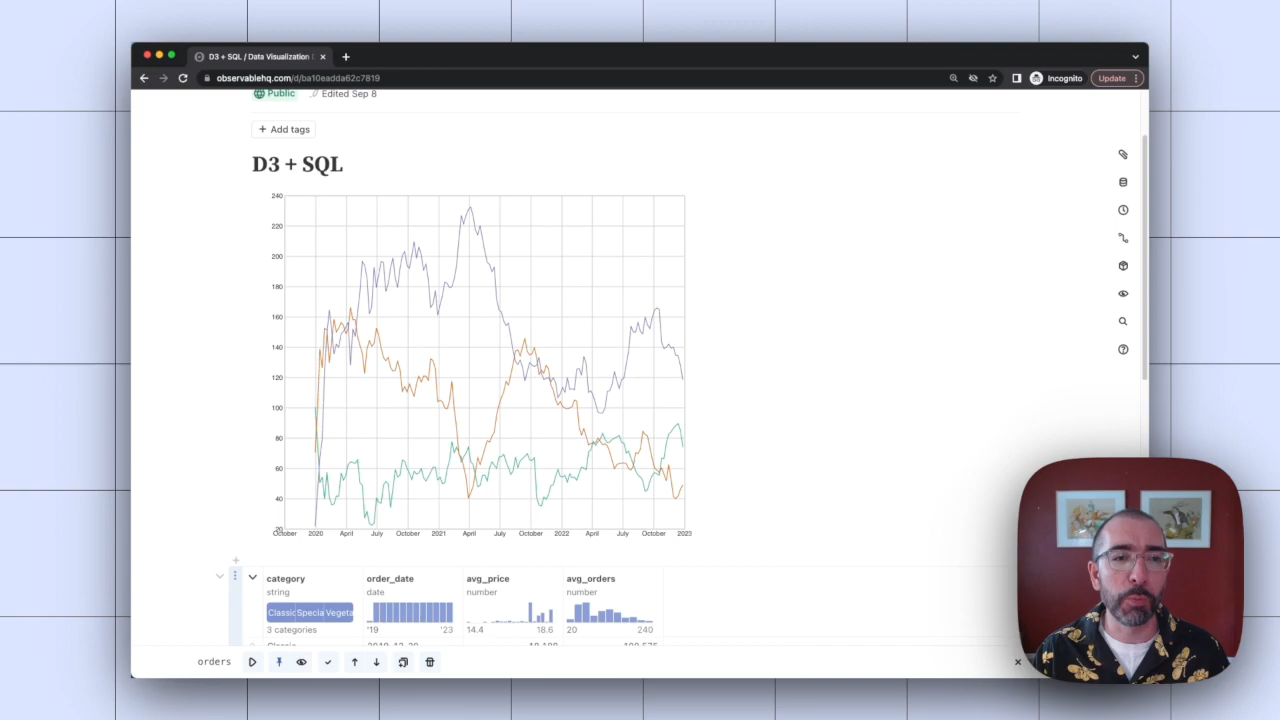 D3 + SQL / Data Visualization
observablehq.com/d/ba10eadda62c7819
Incognito
Update
Public
Edited Sep 8
+ Add tags
D3 + SQL
240
220
200
180
160
140
120
100
80
60
40
20
October 2020 April July October 2021 April July October 2022 April July October 2023
category order_date avg_price avg_orders
string date number number
Classic Specia Vegeta
3 categories '19 '23 14.4 18.6 20 240
orders